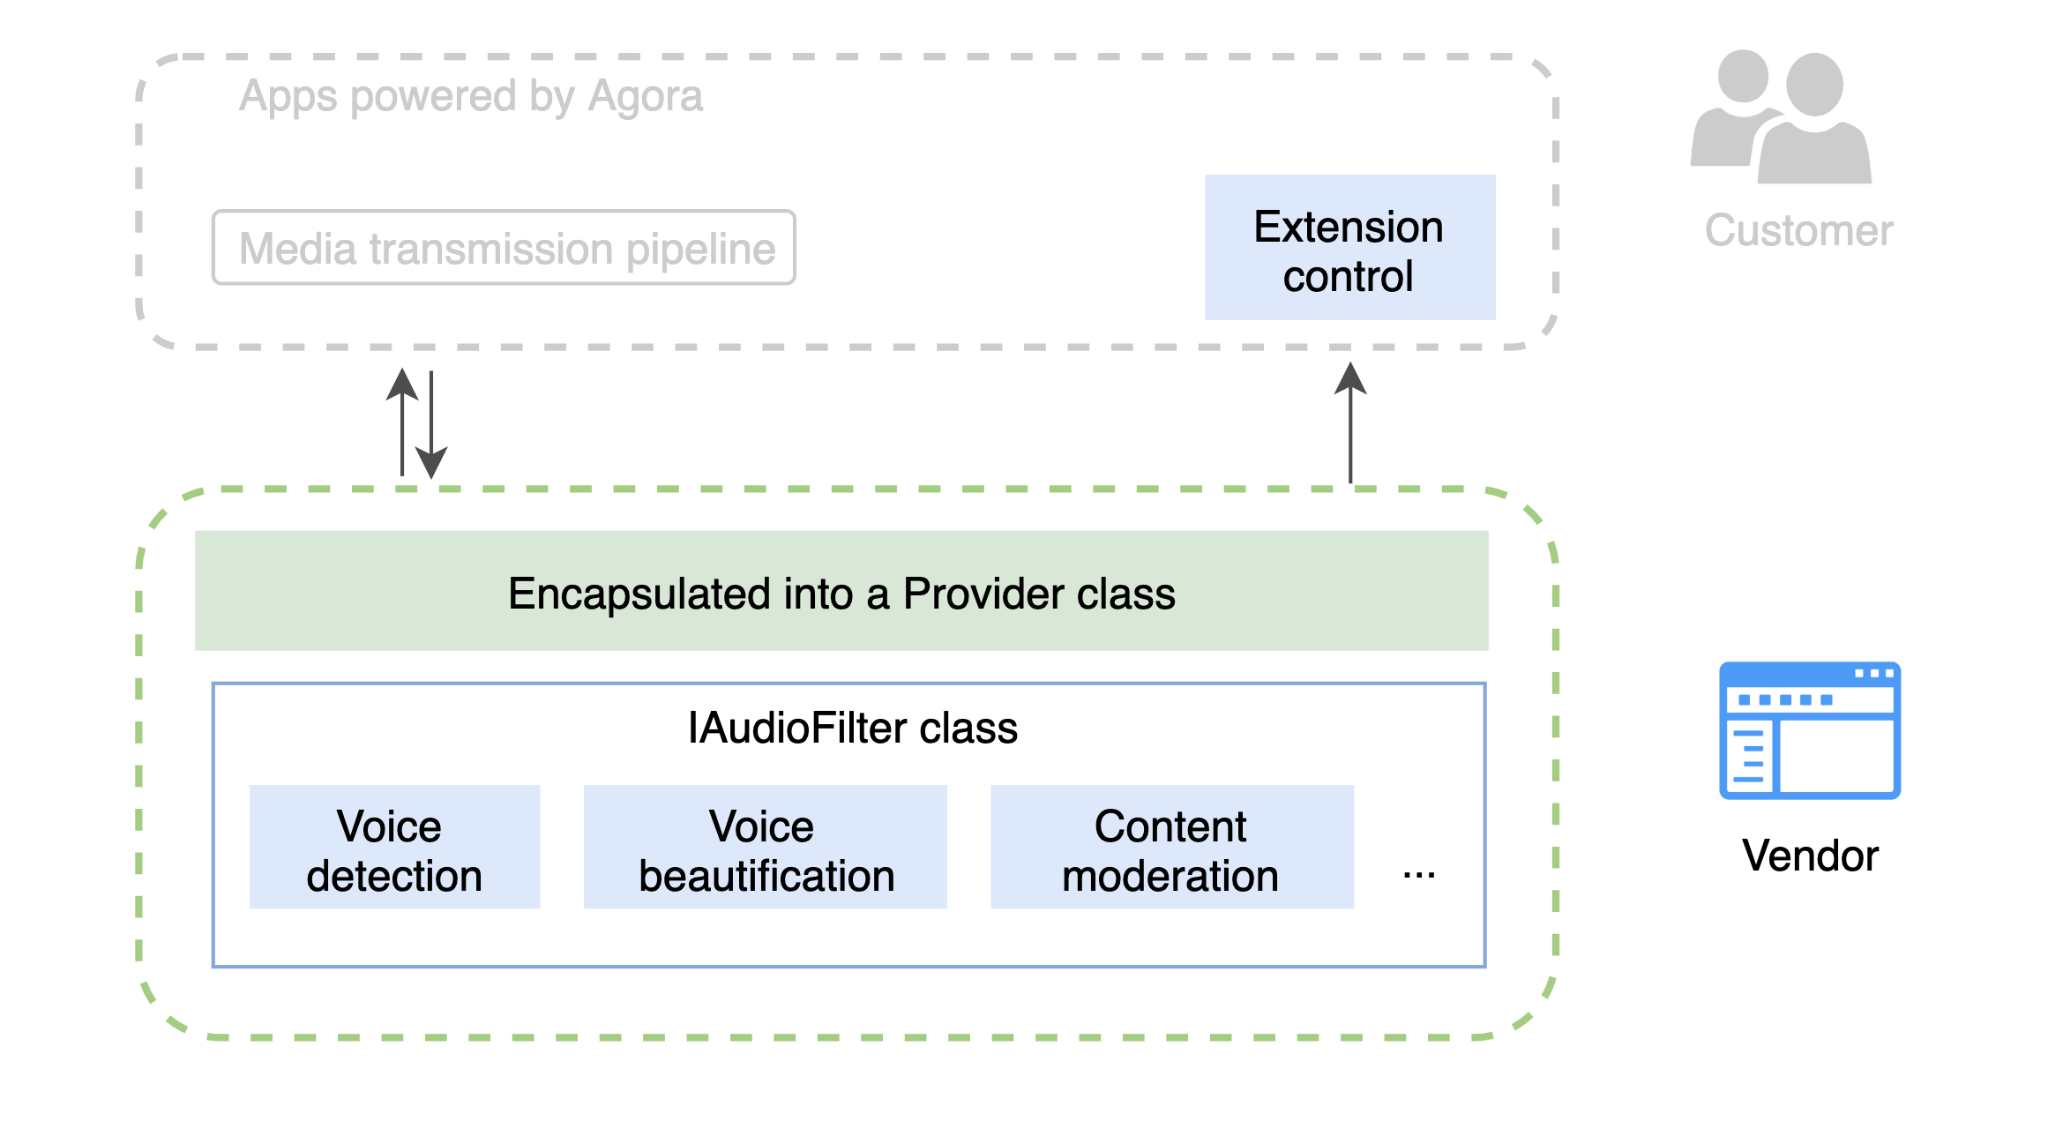 Apps powered by Agora
Media transmission pipeline
Extension
control
Customer
Encapsulated into a Provider class
IAudioFilter class
Voice
detection
Voice
beautification
Content
moderation
...
Vendor